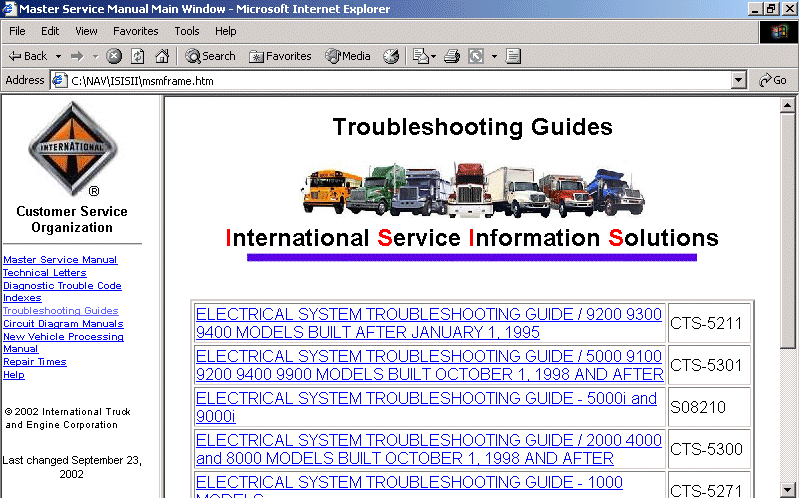 Master Service Manual Main Window - Microsoft Internet Explorer
File Edit View Favorites Tools Help
Back Search Favorites Media
Address C:\NAV\ISISII\msmframe.htm Go
INTERNATIONAL
®
Customer Service
Organization
Master Service Manual
Technical Letters
Diagnostic Trouble Code
Indexes
Troubleshooting Guides
Circuit Diagram Manuals
New Vehicle Processing
Manual
Repair Times
Help
© 2002 International Truck
and Engine Corporation
Last changed September 23,
2002
Troubleshooting Guides
International Service Information Solutions
ELECTRICAL SYSTEM TROUBLESHOOTING GUIDE / 9200 9300
9400 MODELS BUILT AFTER JANUARY 1, 1995
CTS-5211
ELECTRICAL SYSTEM TROUBLESHOOTING GUIDE / 5000 9100
9200 9400 9900 MODELS BUILT OCTOBER 1, 1998 AND AFTER
CTS-5301
ELECTRICAL SYSTEM TROUBLESHOOTING GUIDE - 5000i and
9000i
S08210
ELECTRICAL SYSTEM TROUBLESHOOTING GUIDE / 2000 4000
and 8000 MODELS BUILT OCTOBER 1, 1998 AND AFTER
CTS-5300
ELECTRICAL SYSTEM TROUBLESHOOTING GUIDE - 1000
MODELS
CTS-5271